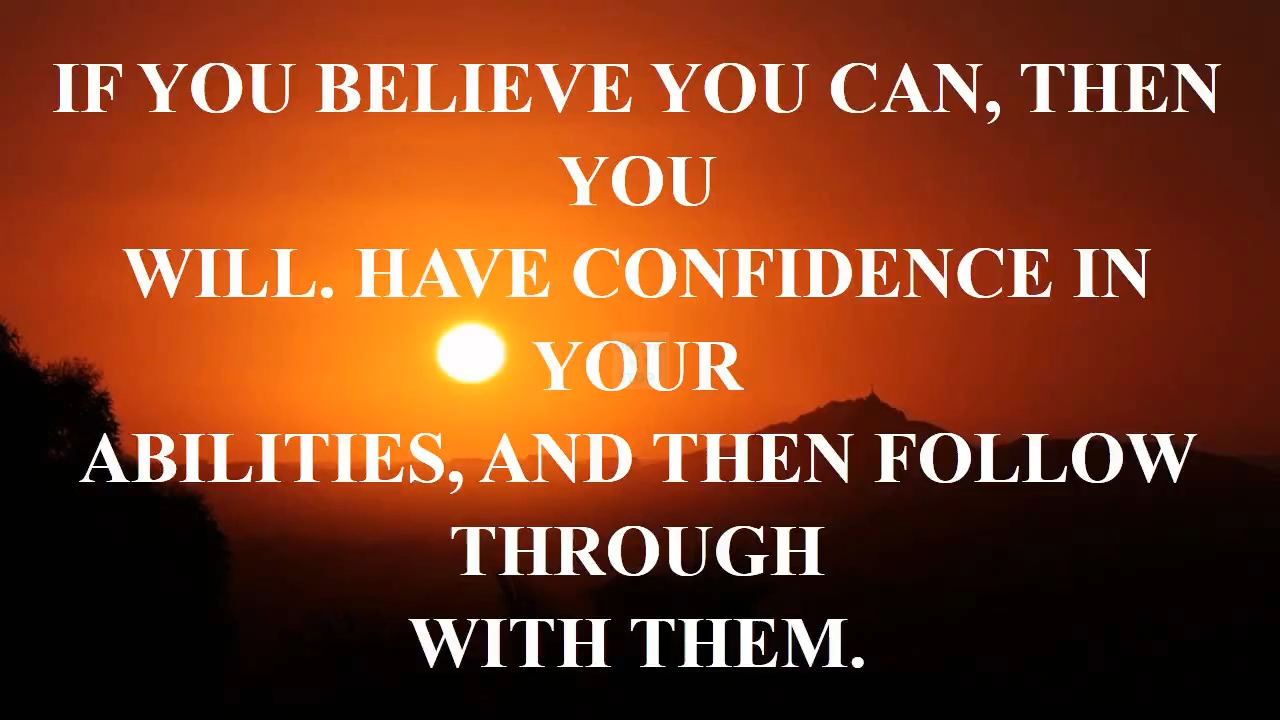 IF YOU BELIEVE YOU CAN, THEN
YOU
WILL. HAVE CONFIDENCE IN
YOUR
ABILITIES, AND THEN FOLLOW
THROUGH
WITH THEM.